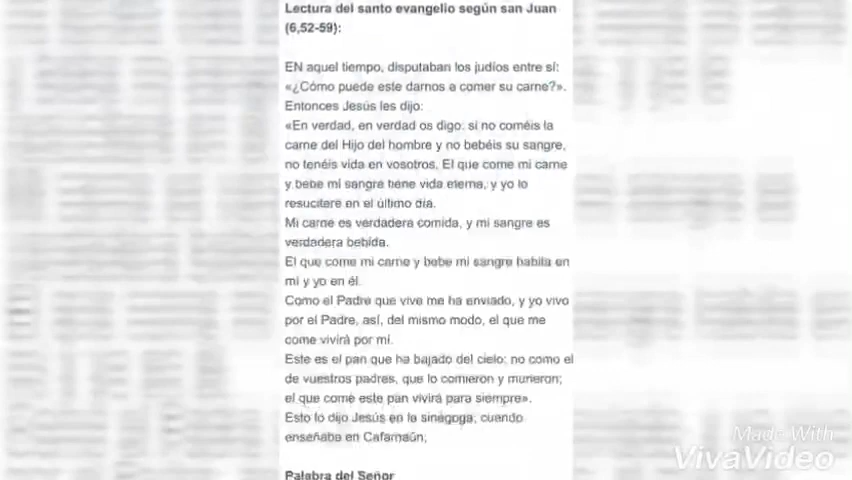 Lectura del santo evangelio según san Juan
(6,52-59):
EN aquel tiempo, disputaban los judíos entre sí:
«¿Cómo puede este darnos a comer su carne?».
Entonces Jesús les dijo:
«En verdad, en verdad os digo: si no coméis la
carne del Hijo del hombre y no bebéis su sangre,
no tenéis vida en vosotros. El que come mi carne
y bebe mi sangre tiene vida eterna, y yo lo
resucitaré en el último día.
Mi carne es verdadera comida, y mi sangre es
verdadera bebida.
El que come mi carne y bebe mi sangre habita en
mí y yo en él.
Como el Padre que vive me ha enviado, y yo vivo
por el Padre, así, del mismo modo, el que me
come vivirá por mí.
Este es el pan que ha bajado del cielo: no como el
de vuestros padres, que lo comieron y murieron;
el que come este pan vivirá para siempre».
Esto lo dijo Jesús en la sinagoga, cuando
enseñaba en Cafarnaún.
Palabra del Señor
Made With
VivaVideo